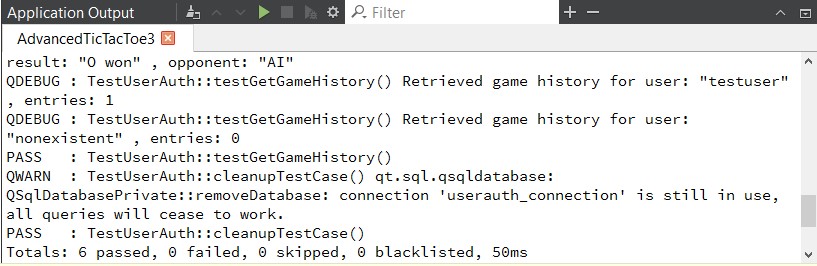 Application Output
Filter
AdvancedTicTacToe3
result: "O won" , opponent: "AI"
QDEBUG : TestUserAuth::testGetGameHistory() Retrieved game history for user: "testuser"
, entries: 1
QDEBUG : TestUserAuth::testGetGameHistory() Retrieved game history for user:
"nonexistent" , entries: 0
PASS   : TestUserAuth::testGetGameHistory()
QWARN  : TestUserAuth::cleanupTestCase() qt.sql.qsqldatabase:
QSqlDatabasePrivate::removeDatabase: connection 'userauth_connection' is still in use,
all queries will cease to work.
PASS   : TestUserAuth::cleanupTestCase()
Totals: 6 passed, 0 failed, 0 skipped, 0 blacklisted, 50ms